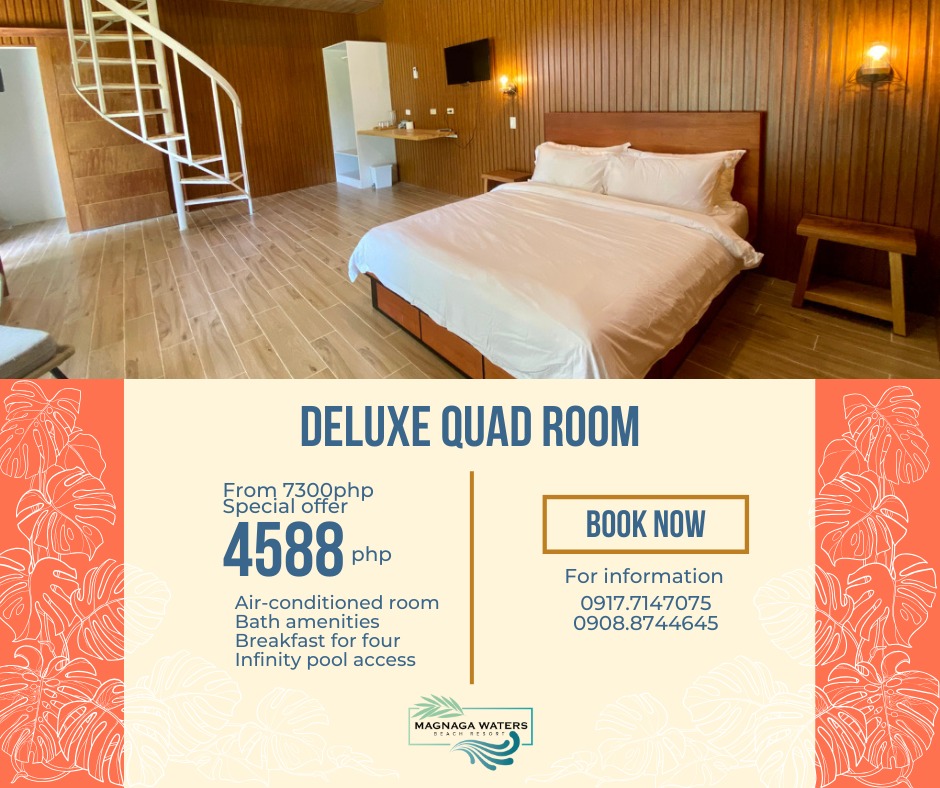 DELUXE QUAD ROOM
From 7300php
Special offer
4588 php
Air-conditioned room
Bath amenities
Breakfast for four
Infinity pool access
BOOK NOW
For information
0917.7147075
0908.8744645
MAGNAGA WATERS
BEACH RESORT